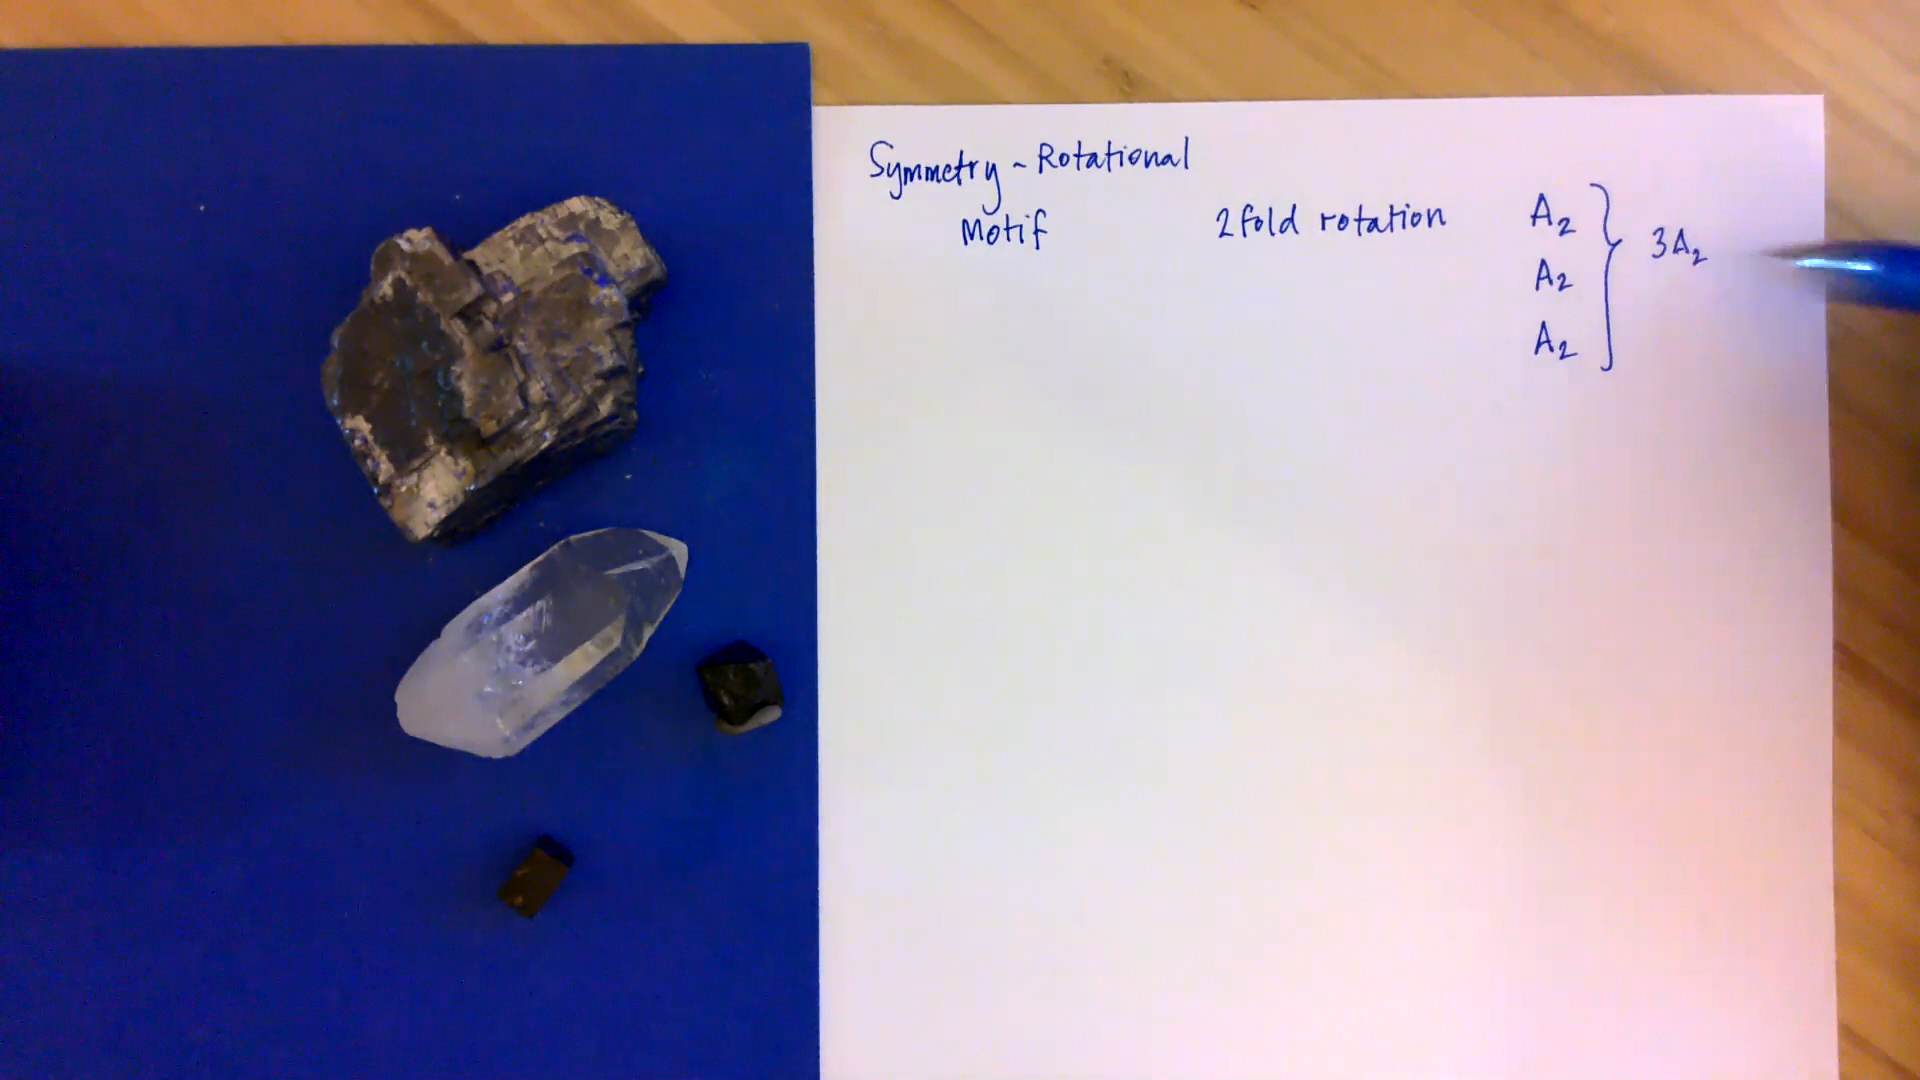 Symmetry ~ Rotational
Motif 2 fold rotation A2
3A2
A2
A2